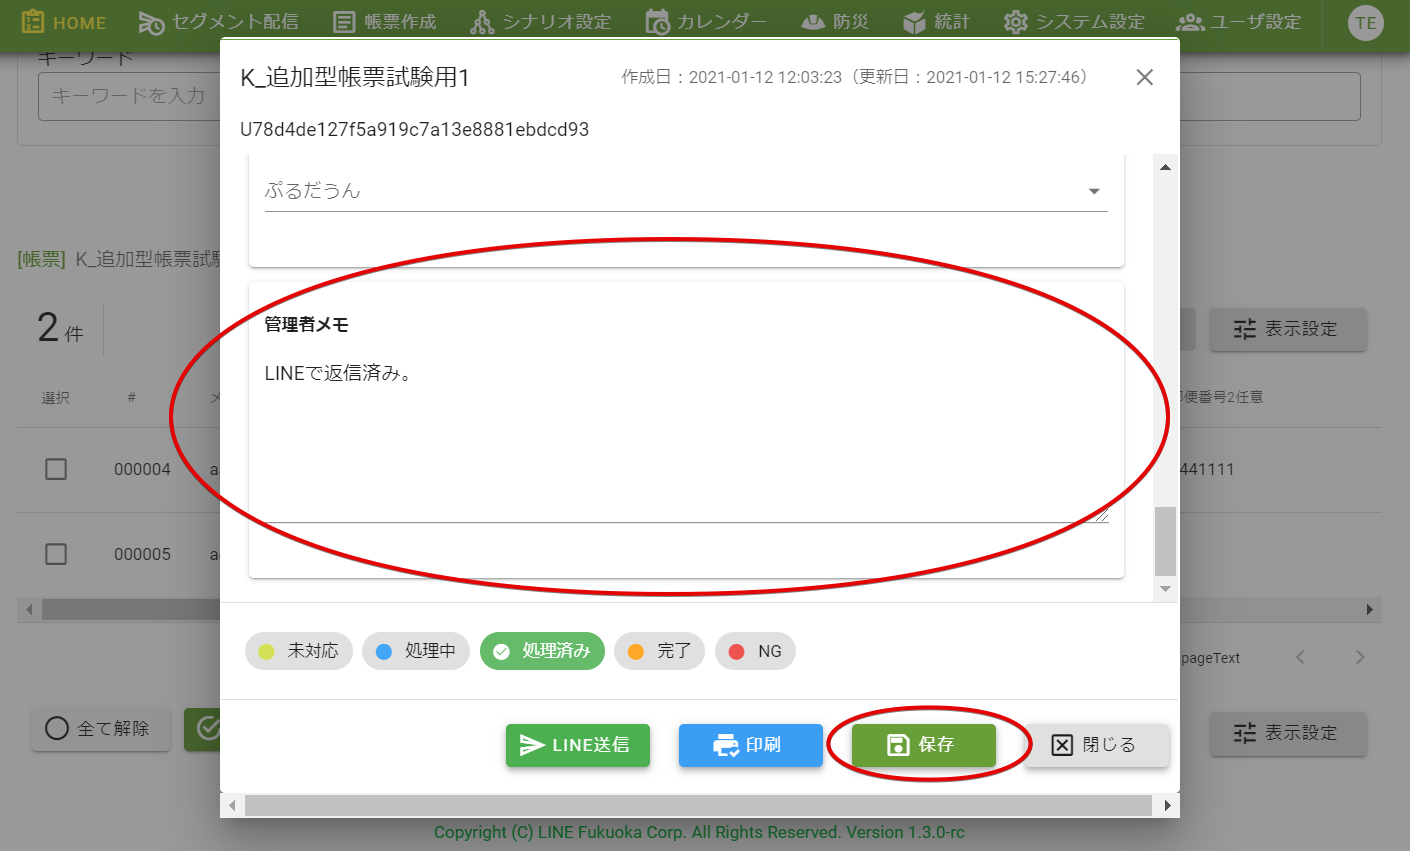 HOME セグメント配信 帳票作成 シナリオ設定 カレンダー 防災 統計 システム設定 ユーザ設定 TE
キーワード
キーワードを入力
K_追加型帳票試験用1 作成日：2021-01-12 12:03:23（更新日：2021-01-12 15:27:46）
U78d4de127f5a919c7a13e8881ebdcd93
ぷるだうん
[帳票] K_追加型帳票試験
2 件
表示設定
管理者メモ
LINEで返信済み。
選択 # 便番号2任意
000004 a 441111
000005 a
未対応 処理中 処理済み 完了 NG
pageText
全て解除
表示設定
LINE送信 印刷 保存 閉じる
Copyright (C) LINE Fukuoka Corp. All Rights Reserved. Version 1.3.0-rc